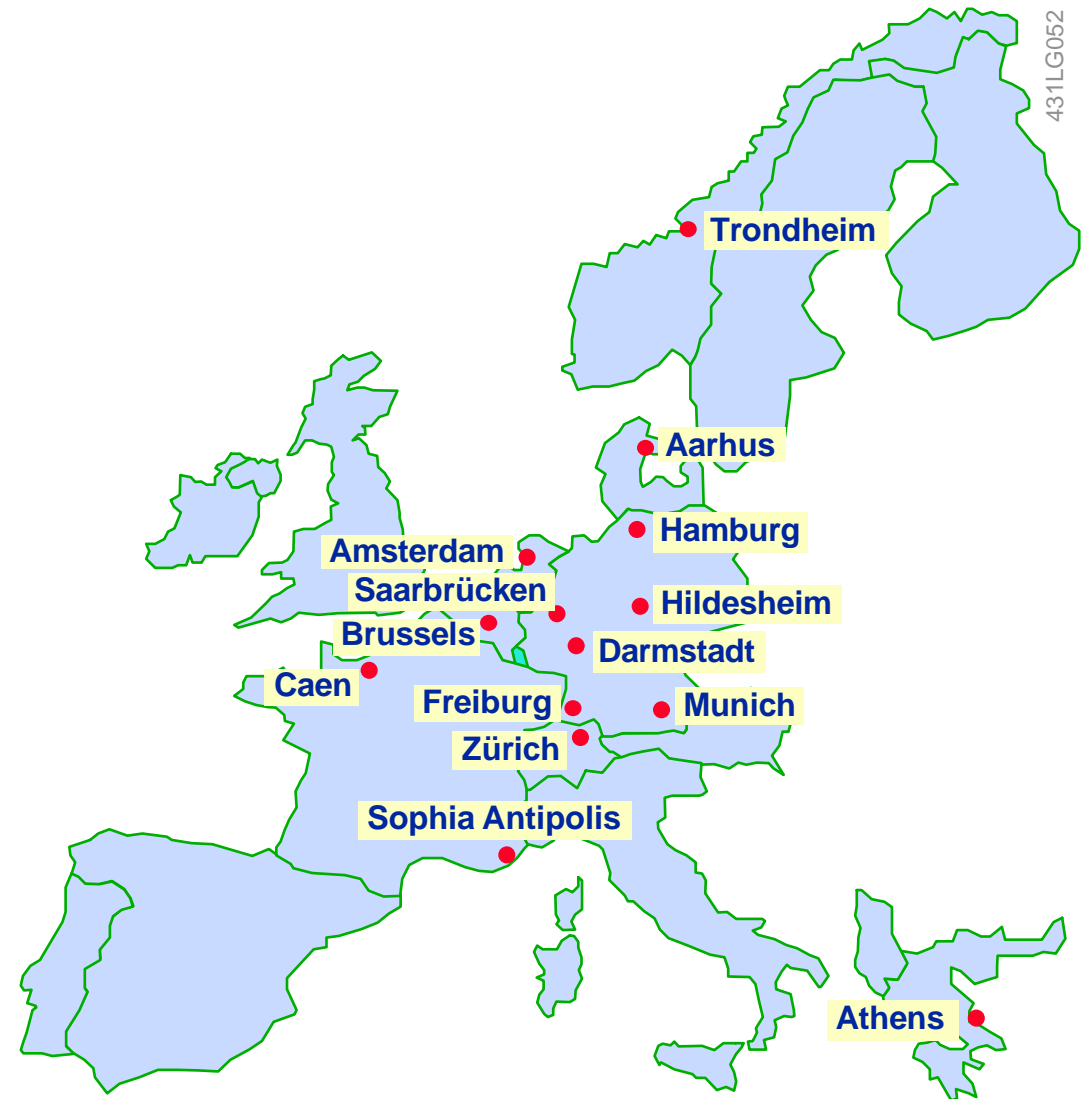 431LG052
Trondheim
Aarhus
Hamburg
Amsterdam
Saarbrücken
Hildesheim
Brussels
Darmstadt
Caen
Freiburg
Munich
Zürich
Sophia Antipolis
Athens